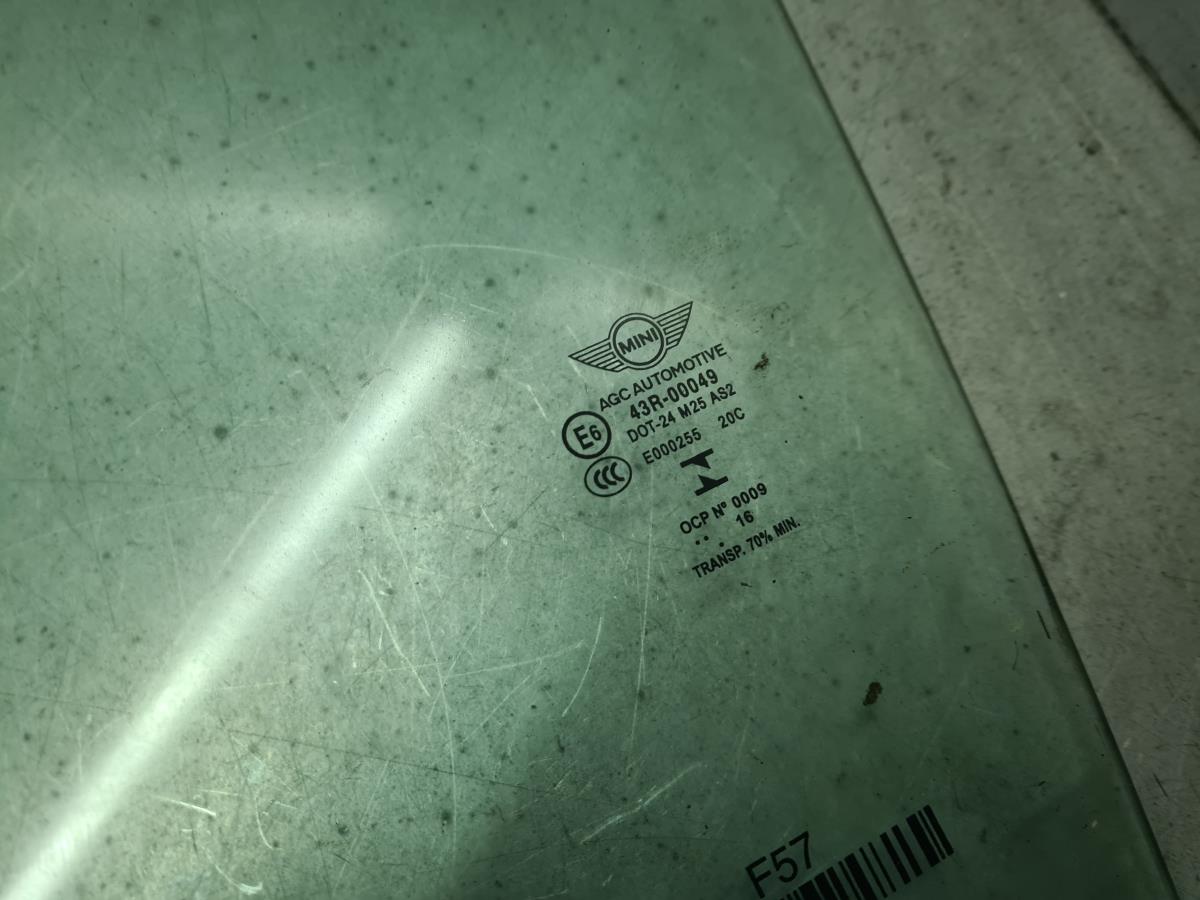 MINI
AGC AUTOMOTIVE
43R-00049
DOT-24 M25 AS2
E6
E000255 20C
CCC
OCP Nº 0009
.. 16 .
TRANSP. 70% MIN.
F57